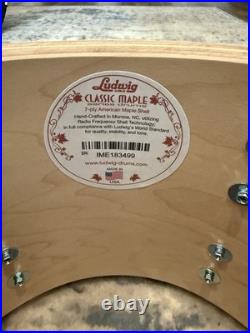 Ludwig
CLASSIC MAPLE
7-ply American Maple Shell
Hand-Crafted in Monroe, NC, utilizing
Radio Frequency Shell Technology,
in full compliance with Ludwig's World Standard
for quality, stability, and tone.
IME183499
www.ludwig-drums.com
MADE IN
USA